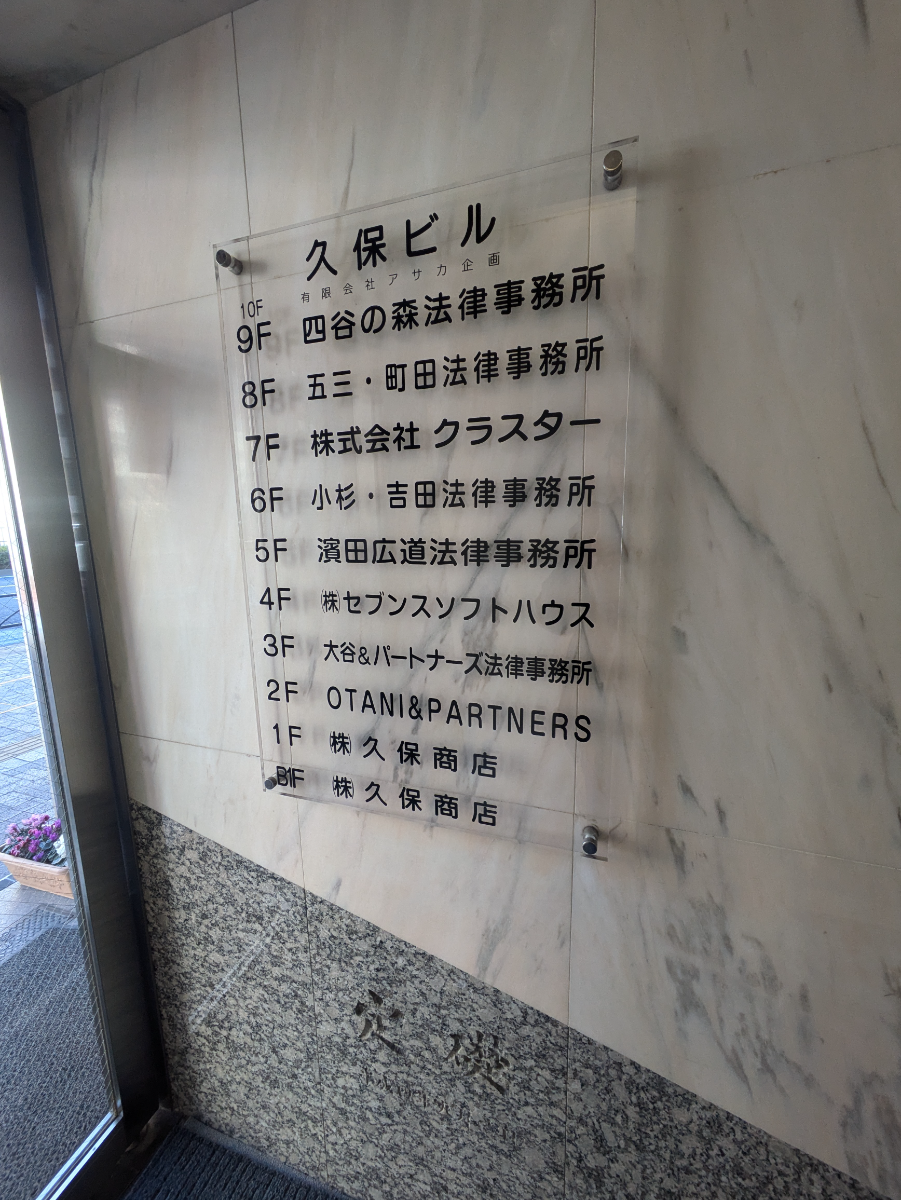 久保ビル
10F 有限会社アサカ企画
9F 四谷の森法律事務所
8F 五三・町田法律事務所
7F 株式会社 クラスター
6F 小杉・吉田法律事務所
5F 濱田広道法律事務所
4F ㈱セブンスソフトハウス
3F 大谷&パートナーズ法律事務所
2F OTANI&PARTNERS
1F ㈱久保商店
B1F ㈱久保商店
定礎